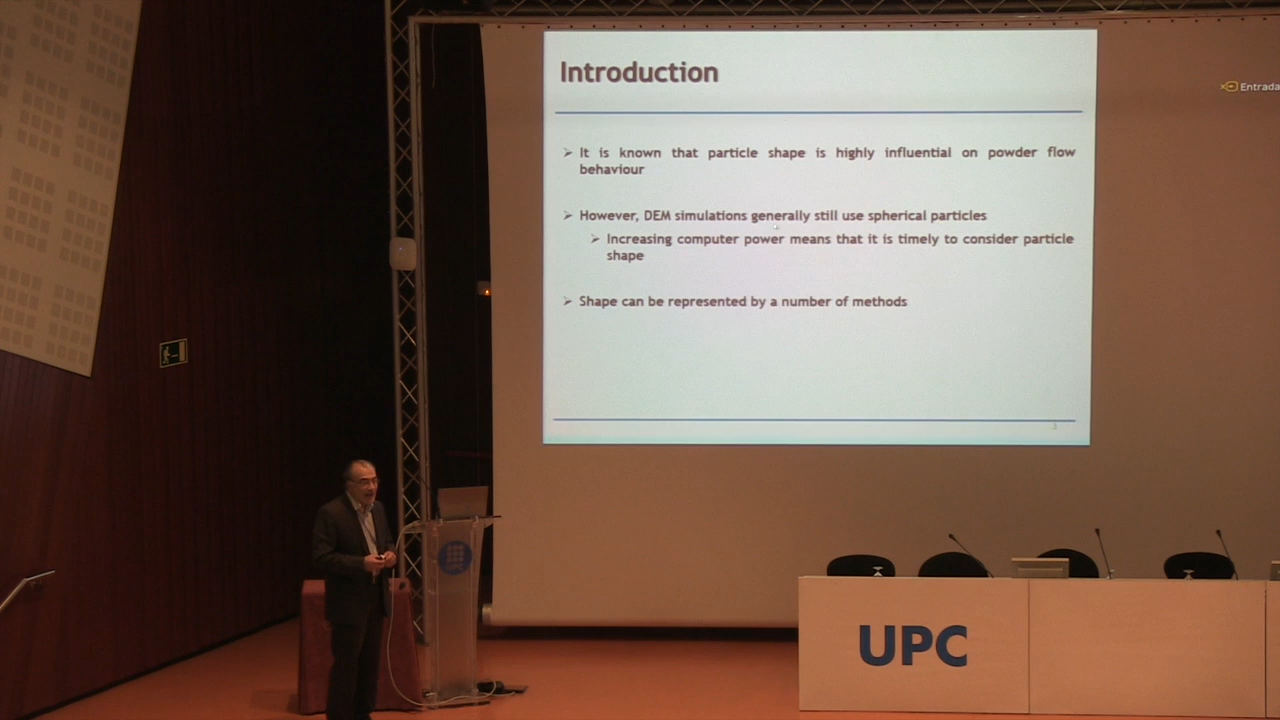 Introduction
Entrada
➢ It is known that particle shape is highly influential on powder flow
behaviour
➢ However, DEM simulations generally still use spherical particles
➢ Increasing computer power means that it is timely to consider particle
shape
➢ Shape can be represented by a number of methods
3
UPC